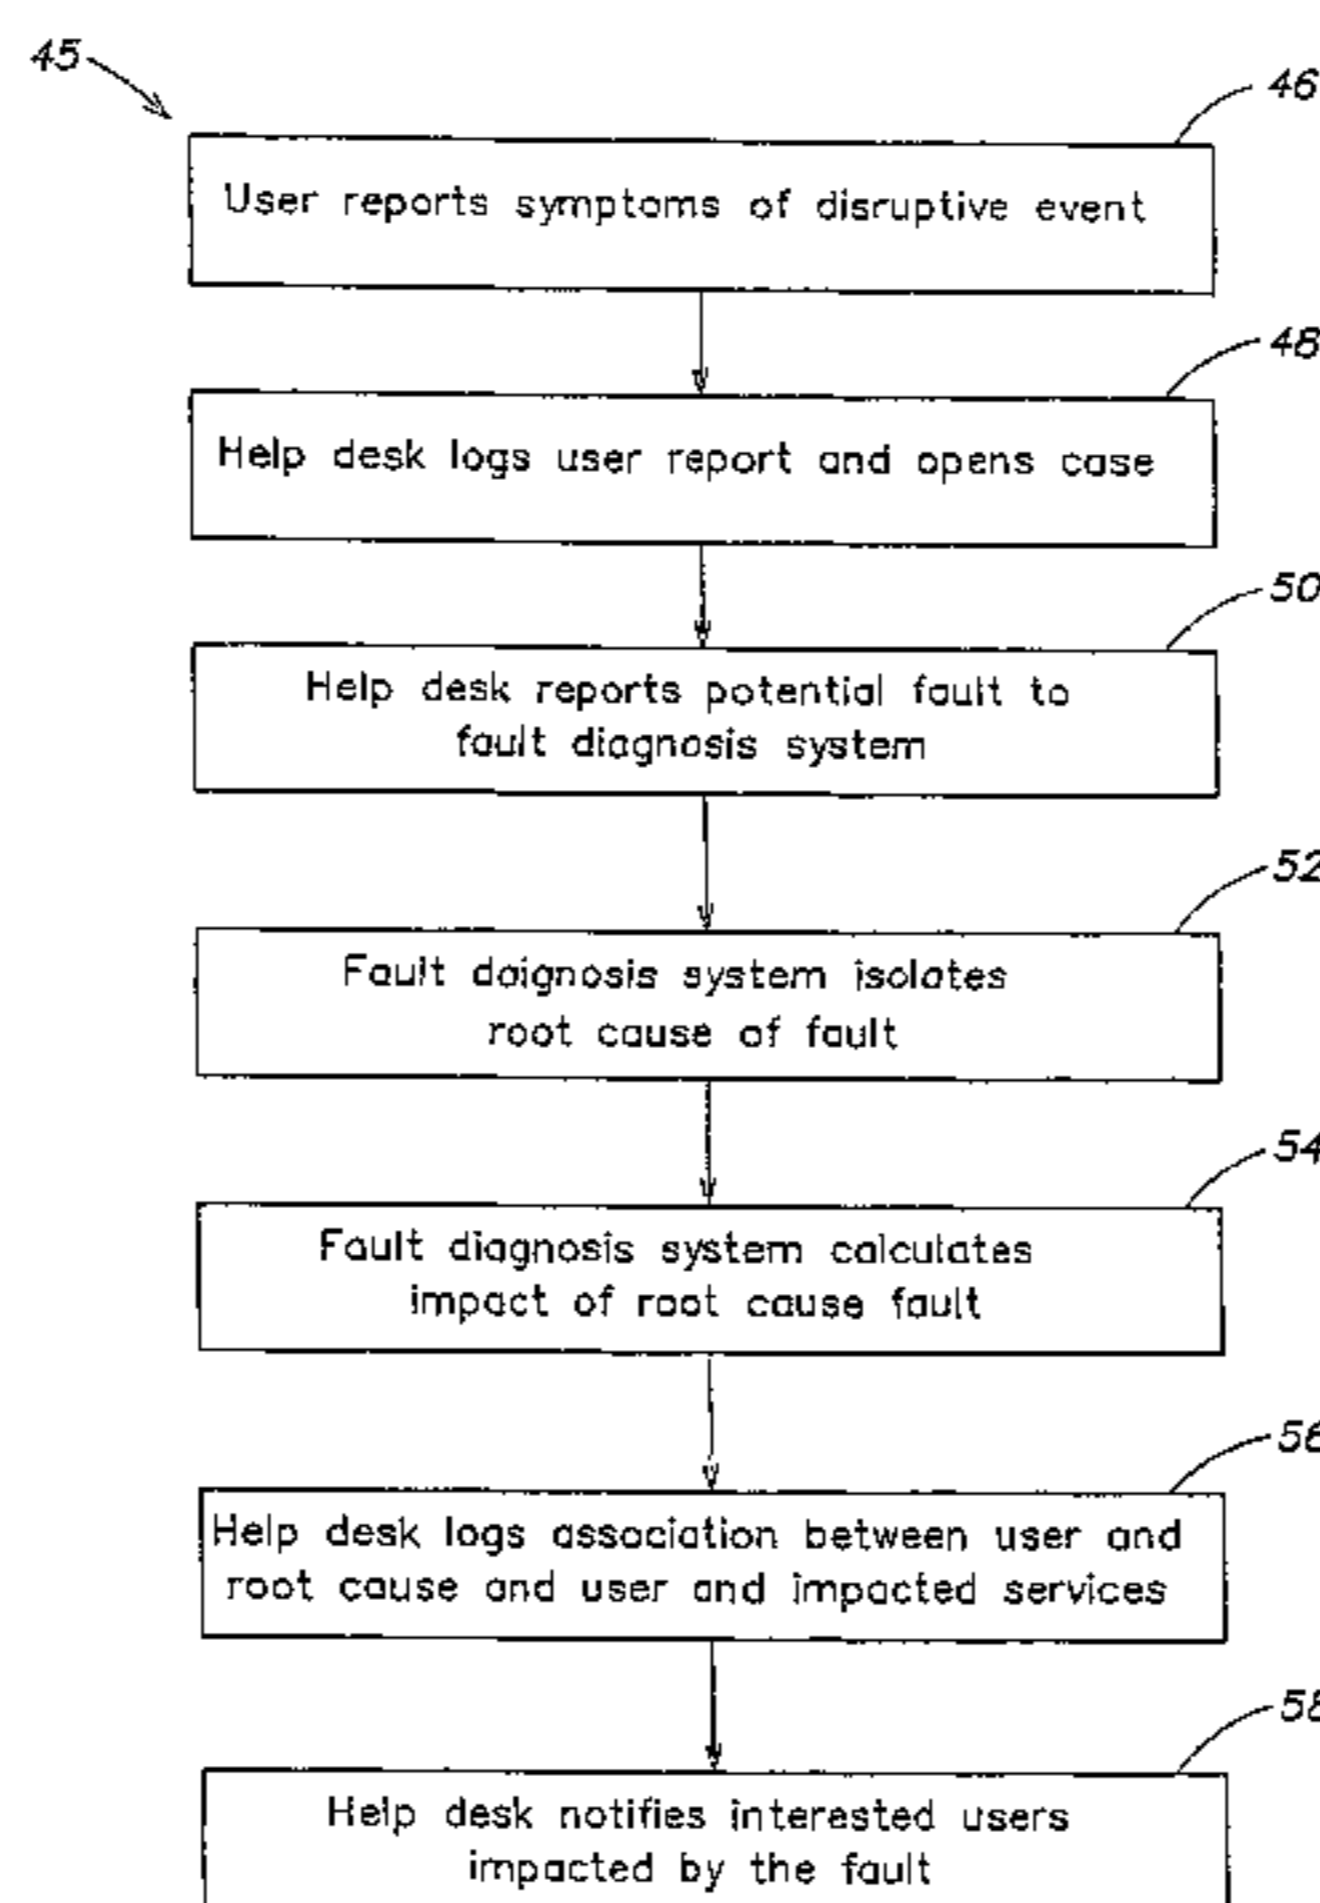 45
46
User reports symptoms of disruptive event
48
Help desk logs user report and opens case
50
Help desk reports potential fault to
fault diagnosis system
52
Fault daignosis system isolates
root cause of fault
54
Fault diagnosis system calculates
impact of root cause fault
56
Help desk logs association between user and
root cause and user and impacted services
58
Help desk notifies interested users
impacted by the fault